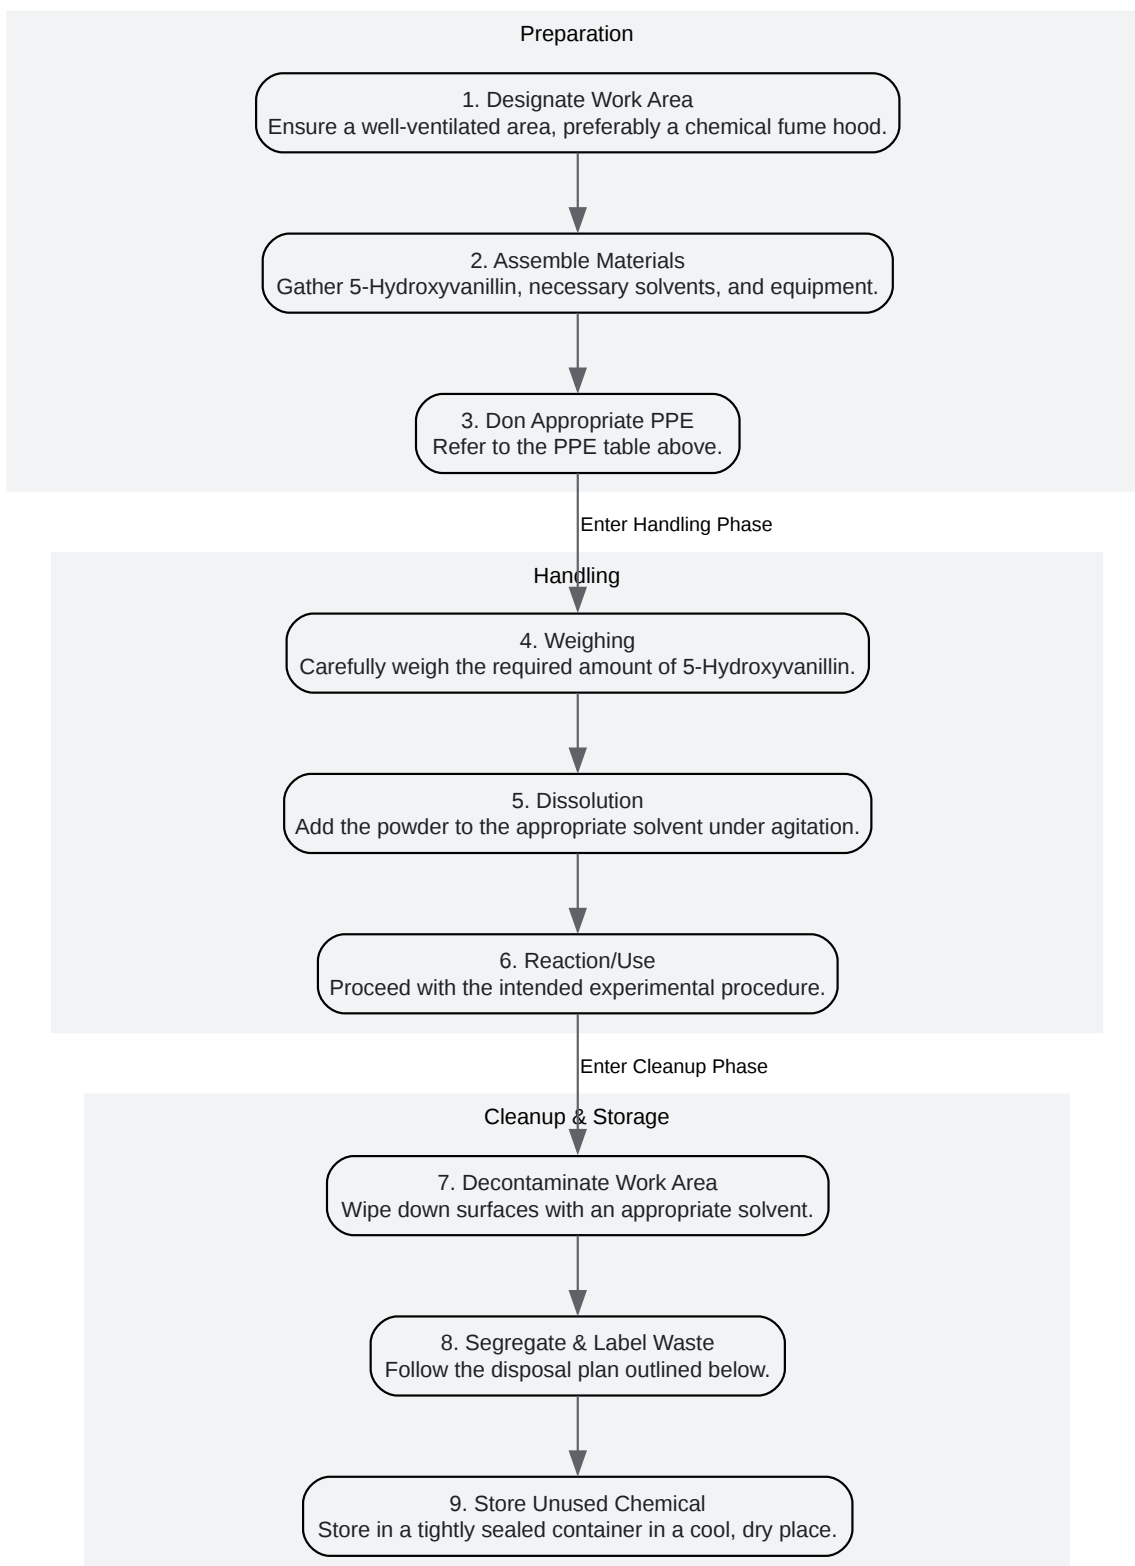 Preparation
1. Designate Work Area
Ensure a well-ventilated area, preferably a chemical fume hood.
2. Assemble Materials
Gather 5-Hydroxyvanillin, necessary solvents, and equipment.
3. Don Appropriate PPE
Refer to the PPE table above.
Enter Handling Phase
Handling
4. Weighing
Carefully weigh the required amount of 5-Hydroxyvanillin.
5. Dissolution
Add the powder to the appropriate solvent under agitation.
6. Reaction/Use
Proceed with the intended experimental procedure.
Enter Cleanup Phase
Cleanup & Storage
7. Decontaminate Work Area
Wipe down surfaces with an appropriate solvent.
8. Segregate & Label Waste
Follow the disposal plan outlined below.
9. Store Unused Chemical
Store in a tightly sealed container in a cool, dry place.